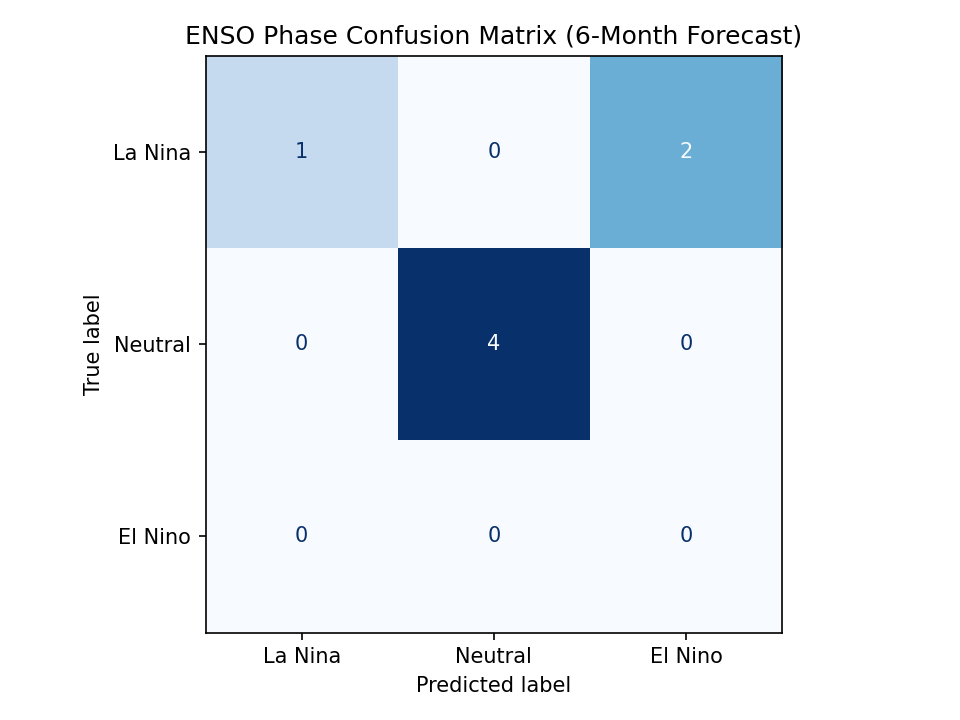 ENSO Phase Confusion Matrix (6-Month Forecast)
La Nina 1 0 2
Neutral 0 4 0
El Nino 0 0 0
True label
La Nina Neutral El Nino
Predicted label